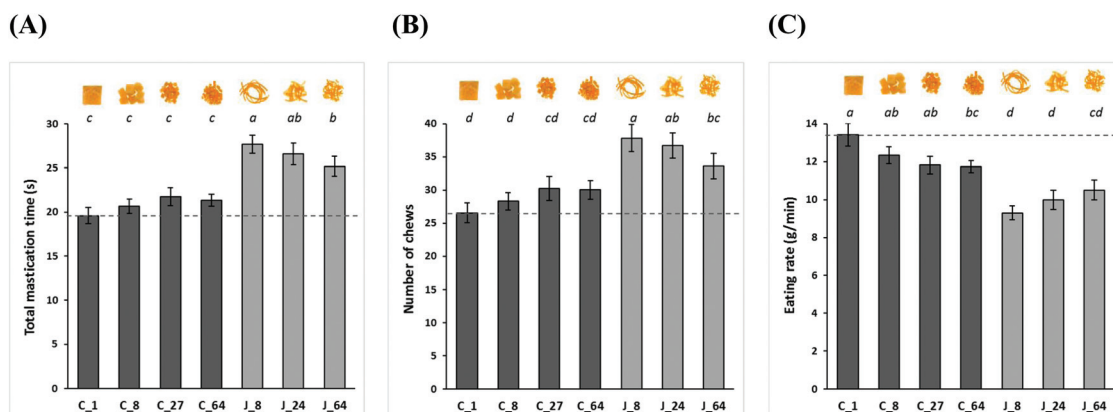 (A)
(B)
(C)
c c c c a ab b
30
25
20
15
10
5
0
Total mastication time (s)
C_1 C_8 C_27 C_64 J_8 J_24 J_64
d d cd cd a ab bc
40
35
30
25
20
15
10
5
0
Number of chews
C_1 C_8 C_27 C_64 J_8 J_24 J_64
a ab ab bc d d cd
14
12
10
8
6
4
2
0
Eating rate (g/min)
C_1 C_8 C_27 C_64 J_8 J_24 J_64